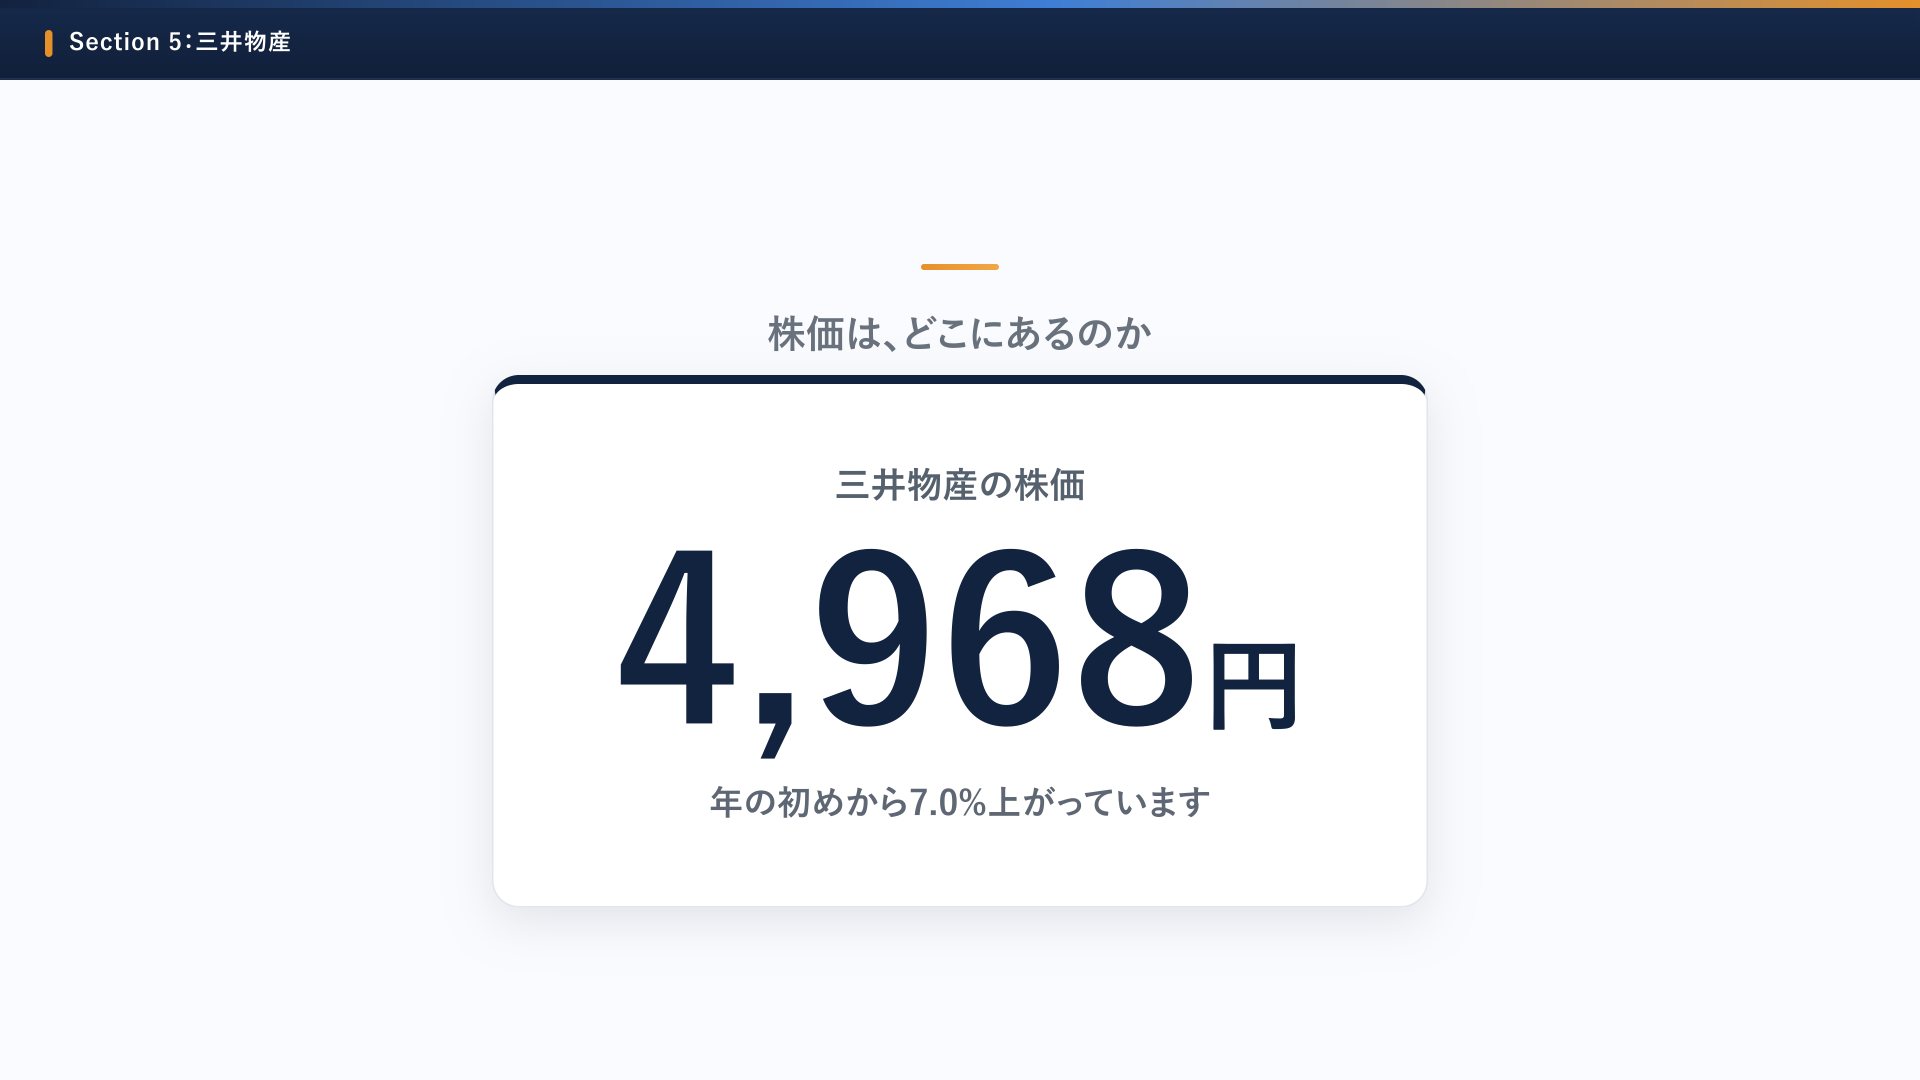 Section 5：三井物産
株価は、どこにあるのか
三井物産の株価
4,968円
年の初めから7.0%上がっています